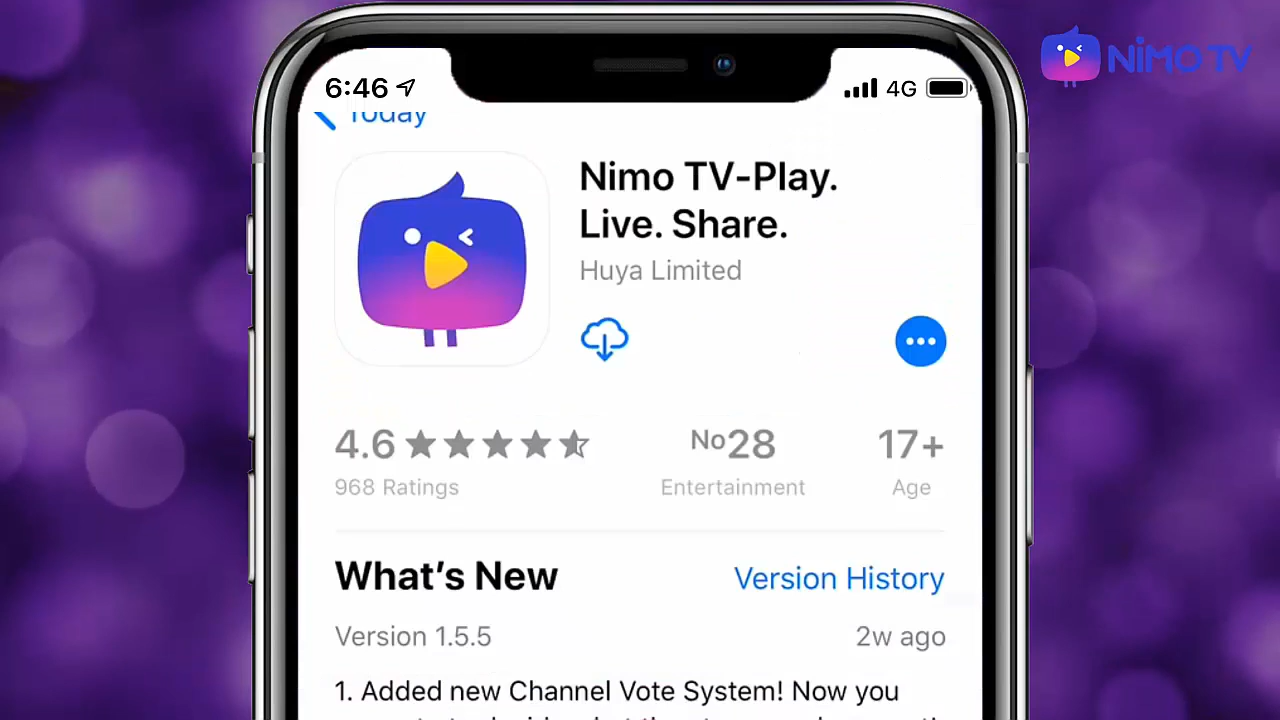 NIMO TV
6:46
4G
Today
Nimo TV-Play.
Live. Share.
Huya Limited
4.6
No28
17+
968 Ratings
Entertainment
Age
What's New
Version History
Version 1.5.5
2w ago
1. Added new Channel Vote System! Now you